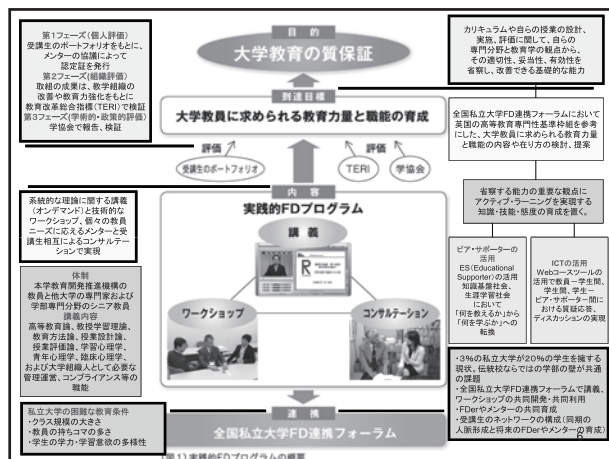 第1フェーズ(個人評価)
受講生のポートフォリオをもとに、
メンターの協議によって
認定証を発行
第2フェーズ(組織評価)
取組の成果は、教学組織の
改善や教育力強化をもとに
教育改革総合指標(TERI)で検証
第3フェーズ(学術的・政策的評価)
学協会で報告、検証
目 的
大学教育の質保証
カリキュラムや自らの授業の設計、
実施、評価に関して、自らの
専門分野と教育学の観点から、
その適切性、妥当性、有効性を
省察し、改善できる基礎的な能力
到達目標
大学教員に求められる教育力量と職能の育成
評価
評価
受講生のポートフォリオ
TERI
学協会
全国私立大学FD連携フォーラムにおいて
英国の高等教育専門性基準枠組を参考
にした、大学教員に求められる教育力量
と職能の内容や在り方の検討、提案
内 容
実践的FDプログラム
講 義
R
ワークショップ
コンサルテーション
系統的な理論に関する講義
(オンデマンド)と技術的な
ワークショップ、個々の教員
ニーズに応えるメンターと受
講生相互によるコンサルテー
ションで実現
省察する能力の重要な観点に
アクティブ・ラーニングを実現する
知識・技能・態度の育成を置く。
体制
本学教育開発推進機構の
教員と他大学の専門家および
学部専門分野のシニア教員
講義内容
高等教育論、教授学習理論、
教育方法論、授業設計論、
授業評価論、学習心理学、
青年心理学、臨床心理学、
および大学組織人として必要な
管理運営、コンプライアンス等の
職能
ピア・サポーターの
活用
ES(Educational
Supporter)の活用
知識基盤社会、
生涯学習社会
において
「何を教えるか」から
「何を学ぶか」への
転換
ICTの活用
Webコースツールの
活用で教員-学生間、
学生間、学生-
ピア・サポーター間に
おける質疑応答、
ディスカッションの実現
私立大学の困難な教育条件
・クラス規模の大きさ
・教員の持ちコマの多さ
・学生の学力・学習意欲の多様性
連 携
全国私立大学FD連携フォーラム
・3%の私立大学が20%の学生を擁する
現状。伝統校ならではの学部の壁が共通
の課題
・全国私立大学FD連携フォーラムで講義、
ワークショップの共同開発・共同利用
・FDerやメンターの共同育成
・受講生のネットワークの構成(同期の
人脈形成と将来のFDerやメンターの育成)
6
(図1)実践的FDプログラムの概要